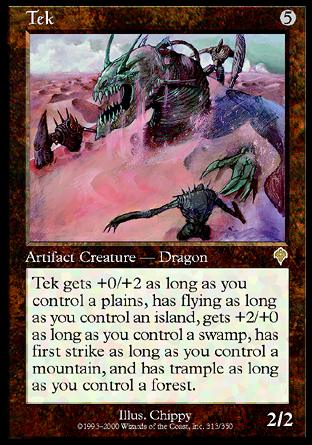 Tek 5
Artifact Creature — Dragon
Tek gets +0/+2 as long as you
control a plains, has flying as long
as you control an island, gets +2/+0
as long as you control a swamp, has
first strike as long as you control a
mountain, and has trample as long
as you control a forest.
2/2
Illus. Chippy
©1993–2000 Wizards of the Coast, Inc. 313/350